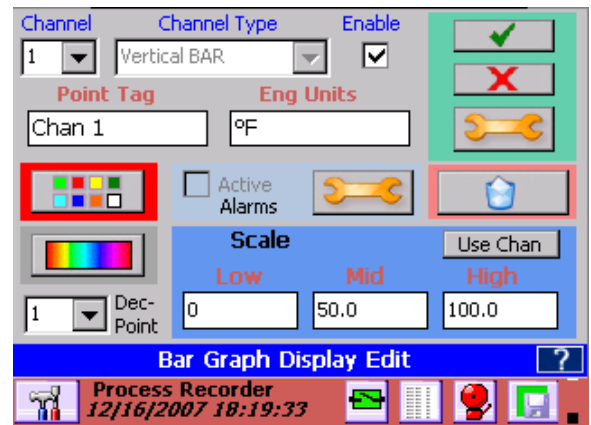 Channel Channel Type Enable
1 Vertical BAR
Point Tag Eng Units
Chan 1 ºF
Active
Alarms
Scale Use Chan
Low Mid High
1 Dec-
Point
0 50.0 100.0
Bar Graph Display Edit ?
Process Recorder
12/16/2007 18:19:33